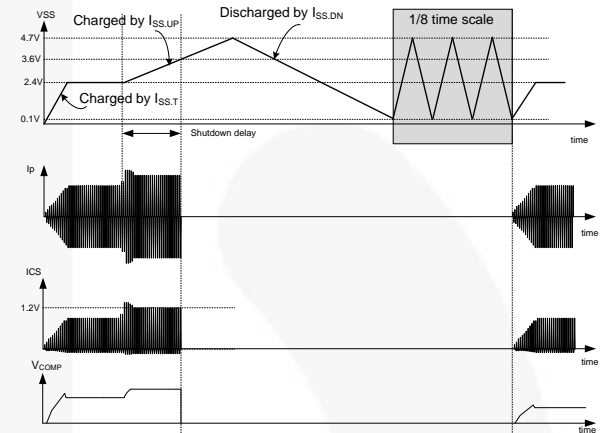 VSS
Charged by ISS.UP
Discharged by ISS.DN
1/8 time scale
4.7V
3.6V
2.4V
Charged by ISS.T
0.1V
Shutdown delay
time
Ip
time
ICS
1.2V
time
VCOMP
time